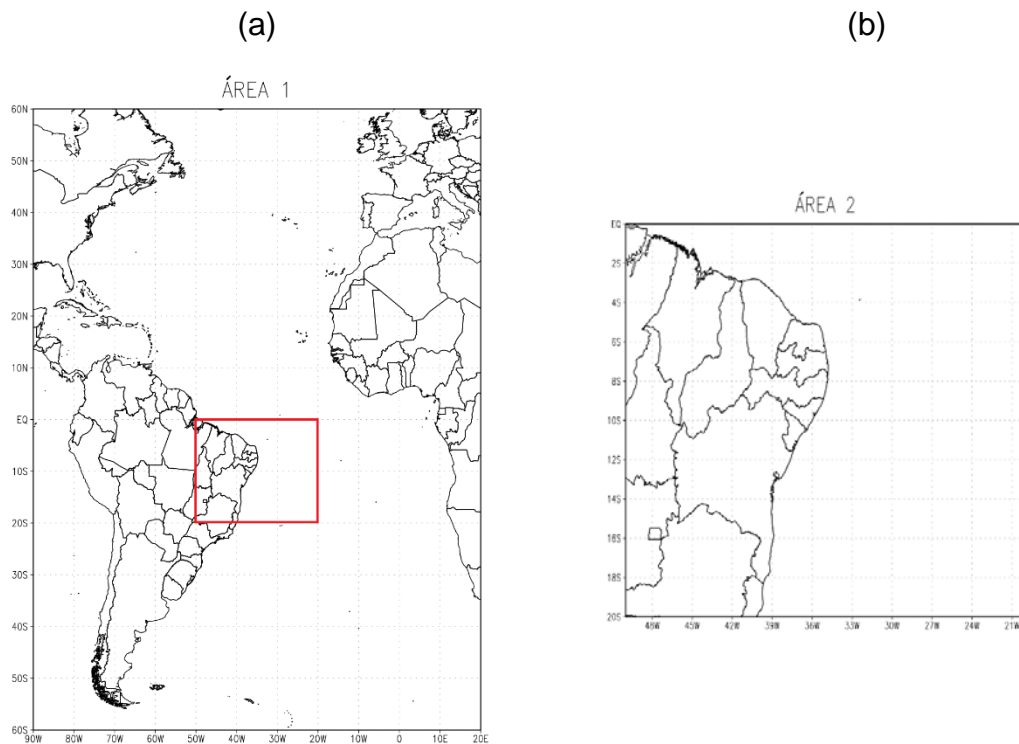 (a)
(b)
ÁREA 1
60N
50N
40N
30N
20N
10N
EQ
10S
20S
30S
40S
50S
60S
90W 80W 70W 60W 50W 40W 30W 20W 10W 0 10E 20E
ÁREA 2
EQ
2S
4S
6S
8S
10S
12S
14S
16S
18S
20S
48W 45W 42W 39W 36W 33W 30W 27W 24W 21W